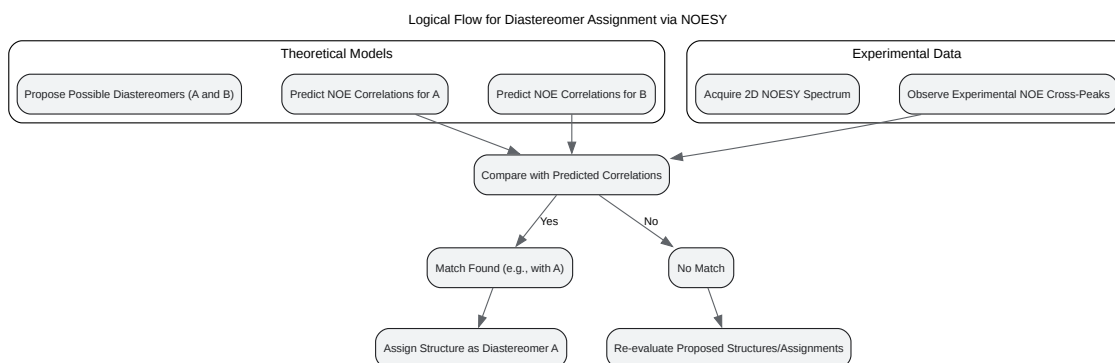 Logical Flow for Diastereomer Assignment via NOESY
Theoretical Models
Experimental Data
Propose Possible Diastereomers (A and B)
Predict NOE Correlations for A
Predict NOE Correlations for B
Acquire 2D NOESY Spectrum
Observe Experimental NOE Cross-Peaks
Compare with Predicted Correlations
Yes
No
Match Found (e.g., with A)
No Match
Assign Structure as Diastereomer A
Re-evaluate Proposed Structures/Assignments